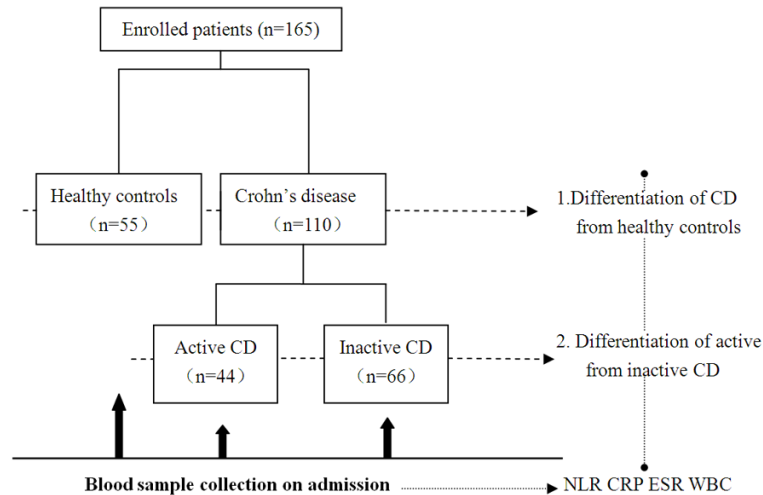 Enrolled patients (n=165)
Healthy controls
（n=55）
Crohn’s disease
（n=110）
1.Differentiation of CD
from healthy controls
Active CD
（n=44）
Inactive CD
（n=66）
2. Differentiation of active
from inactive CD
Blood sample collection on admission
NLR CRP ESR WBC